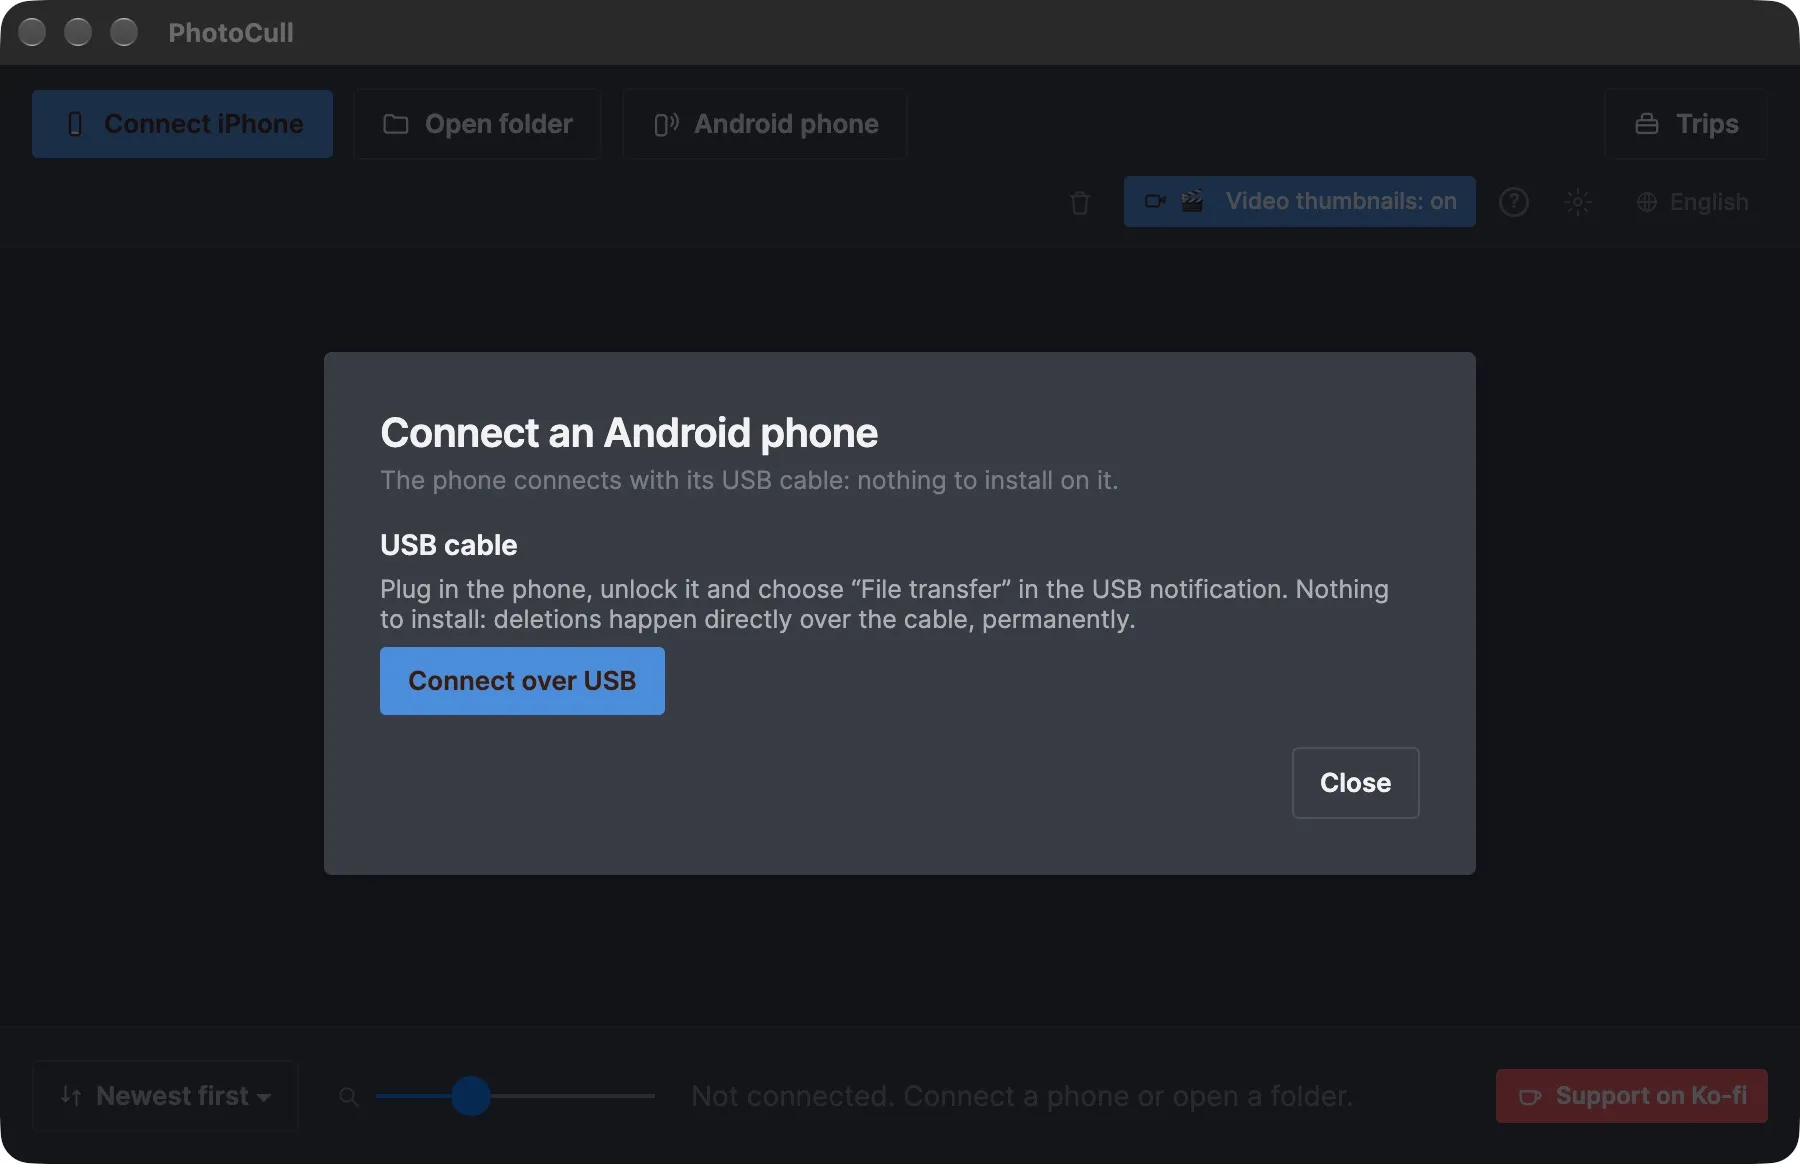 PhotoCull
Connect iPhone
Open folder
Android phone
Trips
Video thumbnails: on
?
English
Connect an Android phone
The phone connects with its USB cable: nothing to install on it.
USB cable
Plug in the phone, unlock it and choose “File transfer” in the USB notification. Nothing
to install: deletions happen directly over the cable, permanently.
Connect over USB
Close
Newest first
Not connected. Connect a phone or open a folder.
Support on Ko-fi